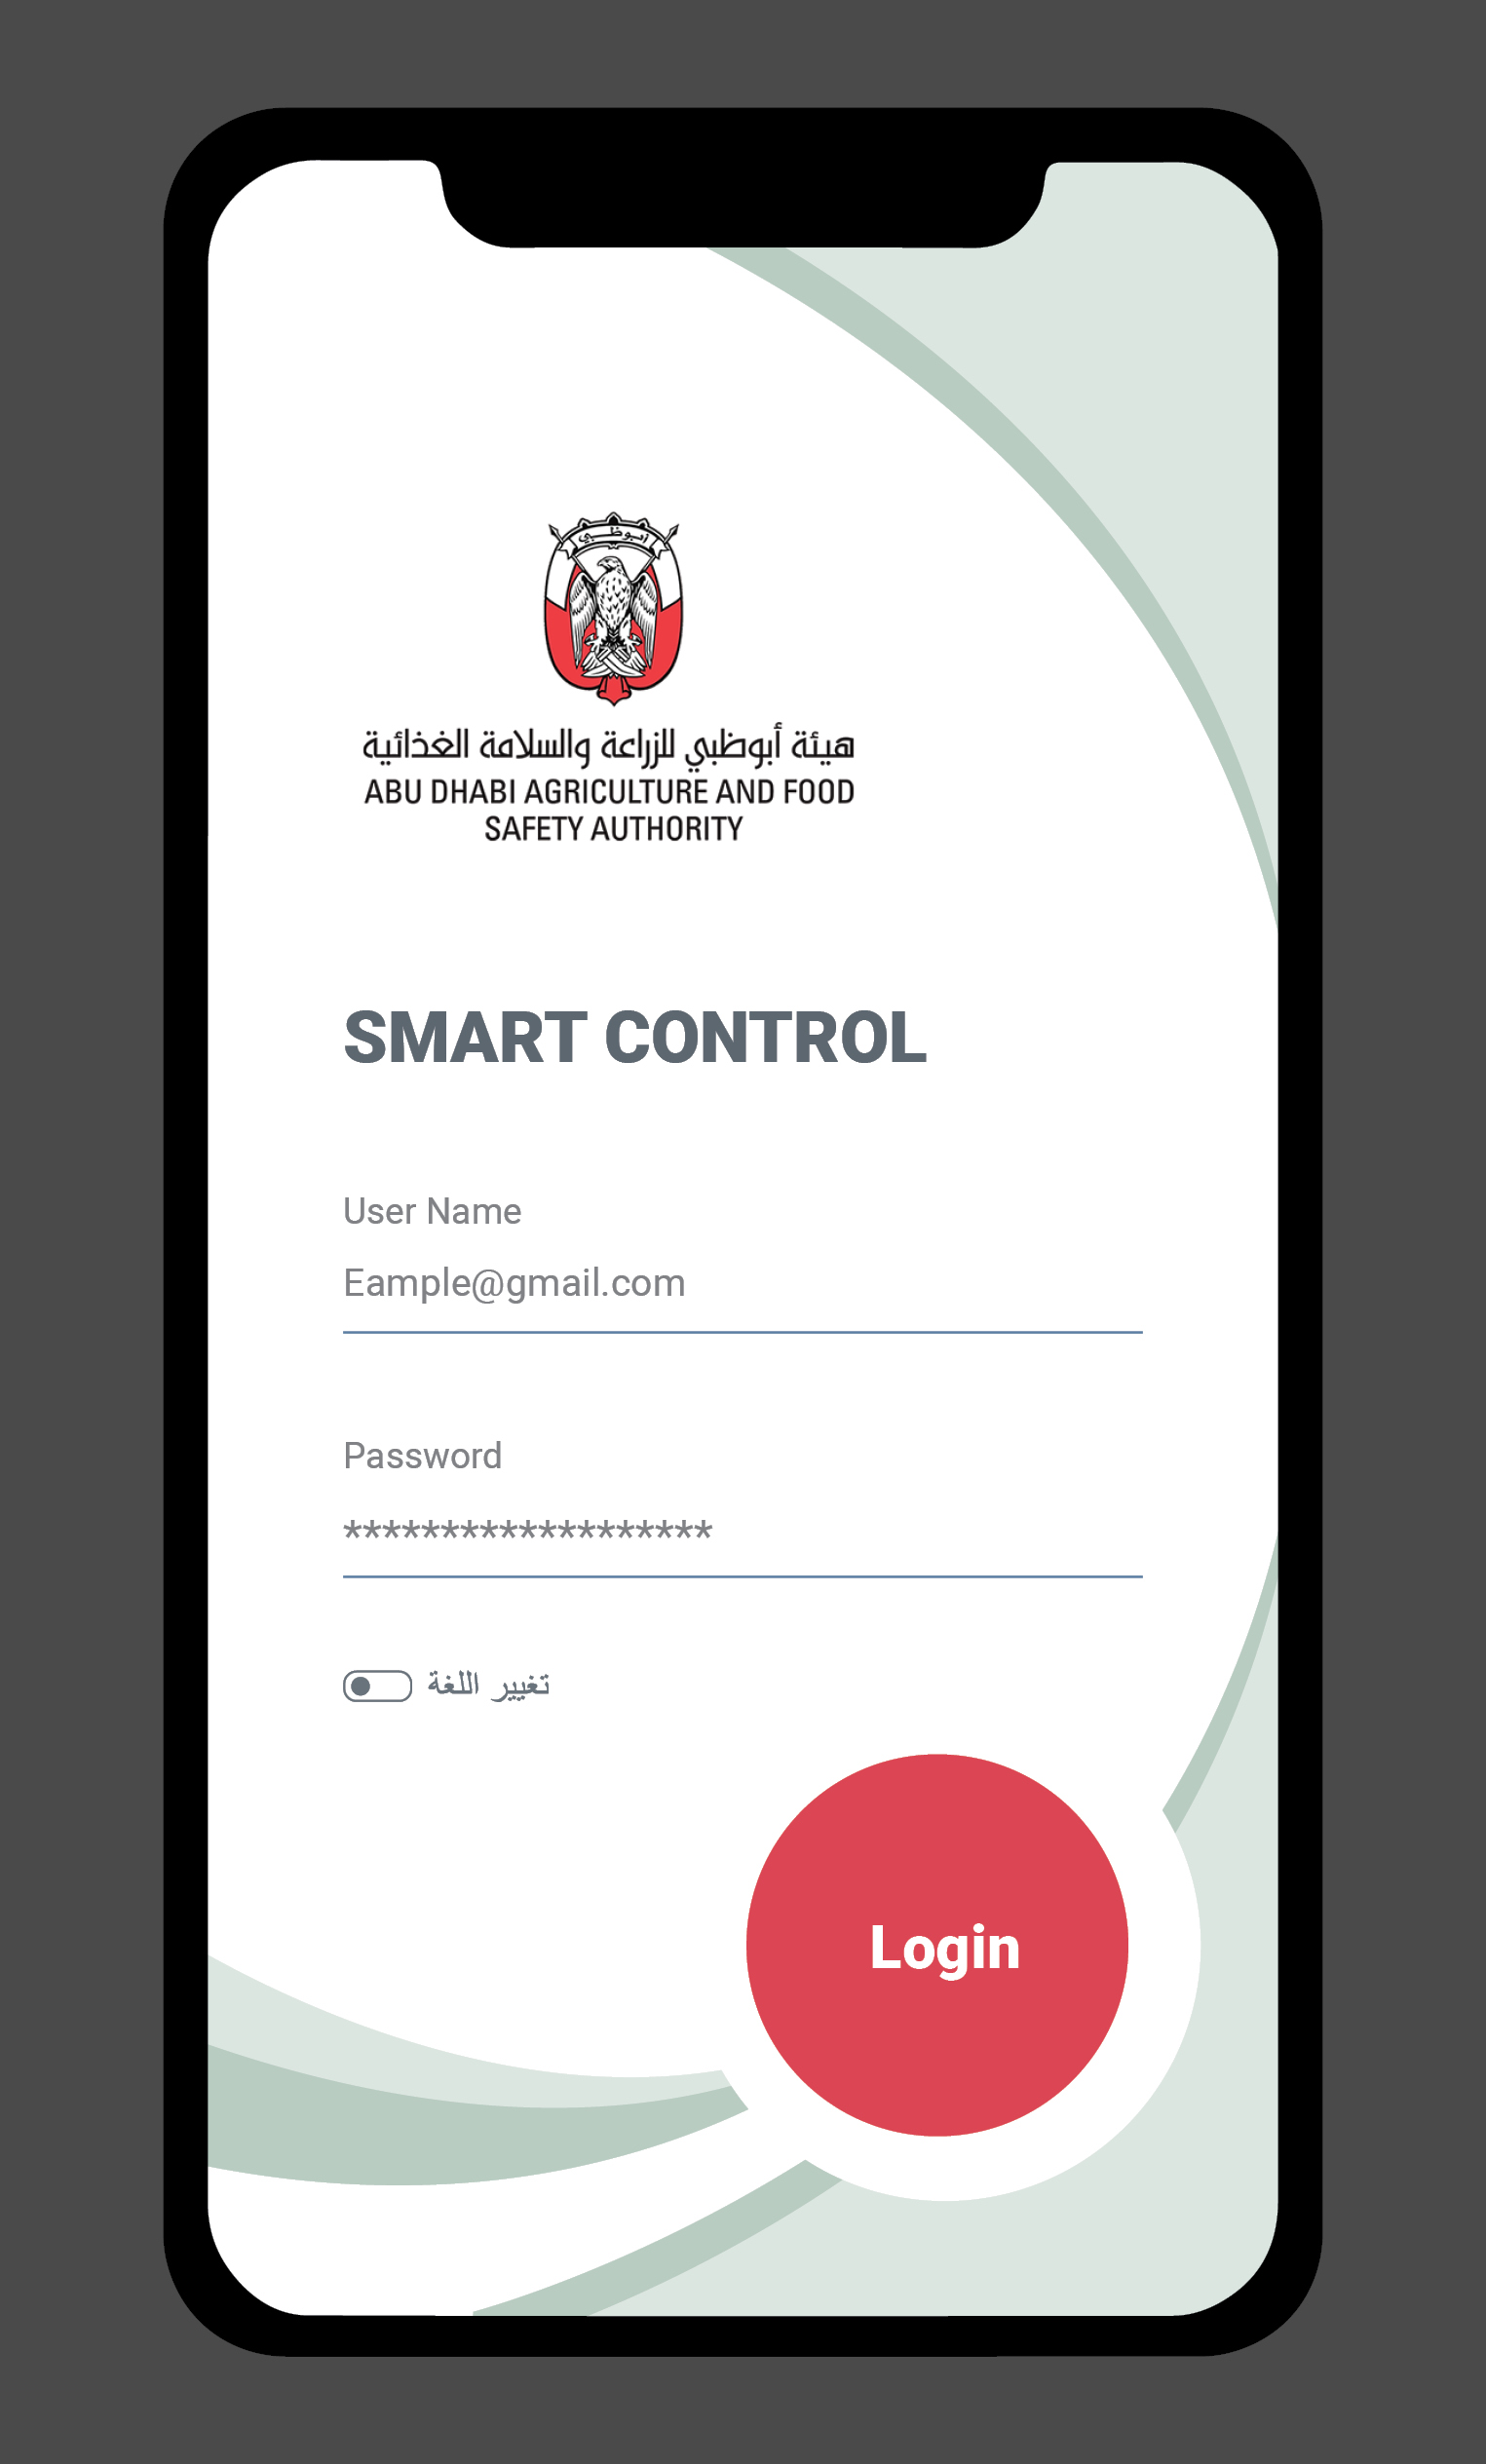 أبوظبي
هيئة أبوظبي للزراعة والسلامة الغذائية
ABU DHABI AGRICULTURE AND FOOD
SAFETY AUTHORITY
SMART CONTROL
User Name
Eample@gmail.com
Password
*******************
تغيير اللغة
Login